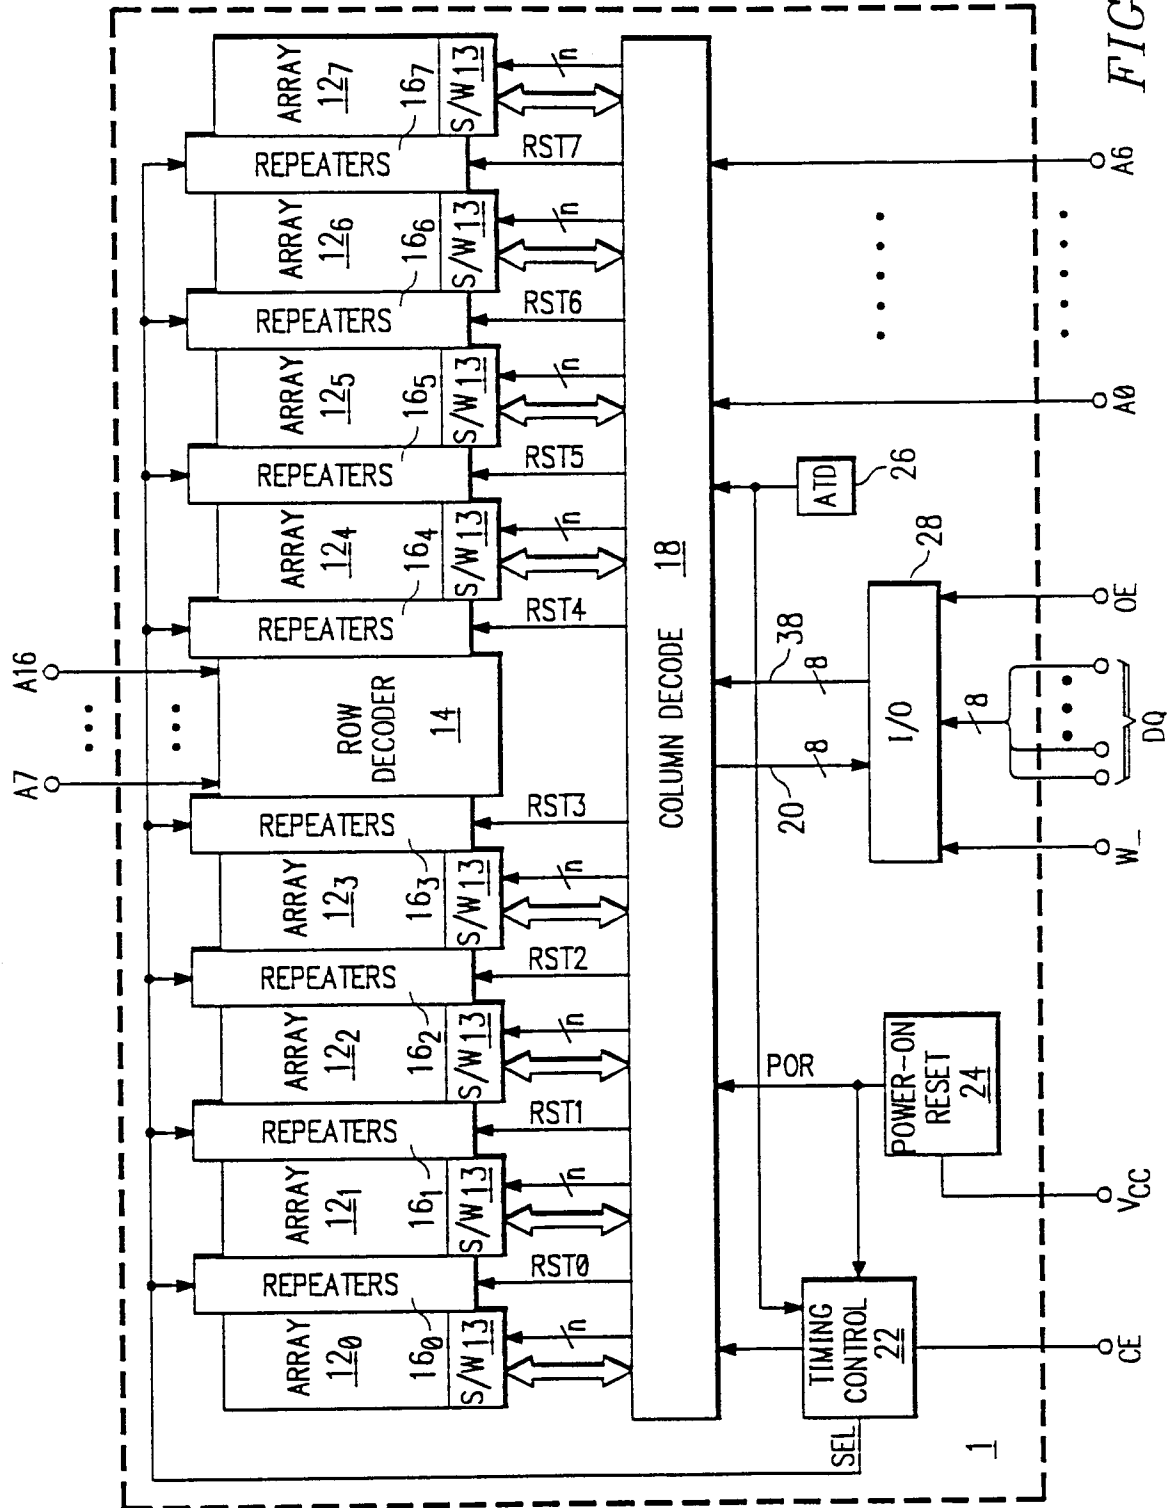 FIG
A7
A16
ARRAY 12₀
ARRAY 12₁
ARRAY 12₂
ARRAY 12₃
ROW DECODER 14
ARRAY 12₄
ARRAY 12₅
ARRAY 12₆
ARRAY 12₇
REPEATERS
REPEATERS
REPEATERS
REPEATERS
REPEATERS
REPEATERS
REPEATERS
REPEATERS
16₀
16₁
16₂
16₃
16₄
16₅
16₆
16₇
S/W 13
S/W 13
S/W 13
S/W 13
S/W 13
S/W 13
S/W 13
S/W 13
n
RST0
n
RST1
n
RST2
n
RST3
RST4
n
RST5
n
RST6
n
RST7
n
COLUMN DECODE 18
SEL
TIMING CONTROL 22
POR
POWER-ON RESET 24
20
8
38
8
I/O
28
ATD
26
8
1
CE
VCC
W_
DQ
OE
A0
A6